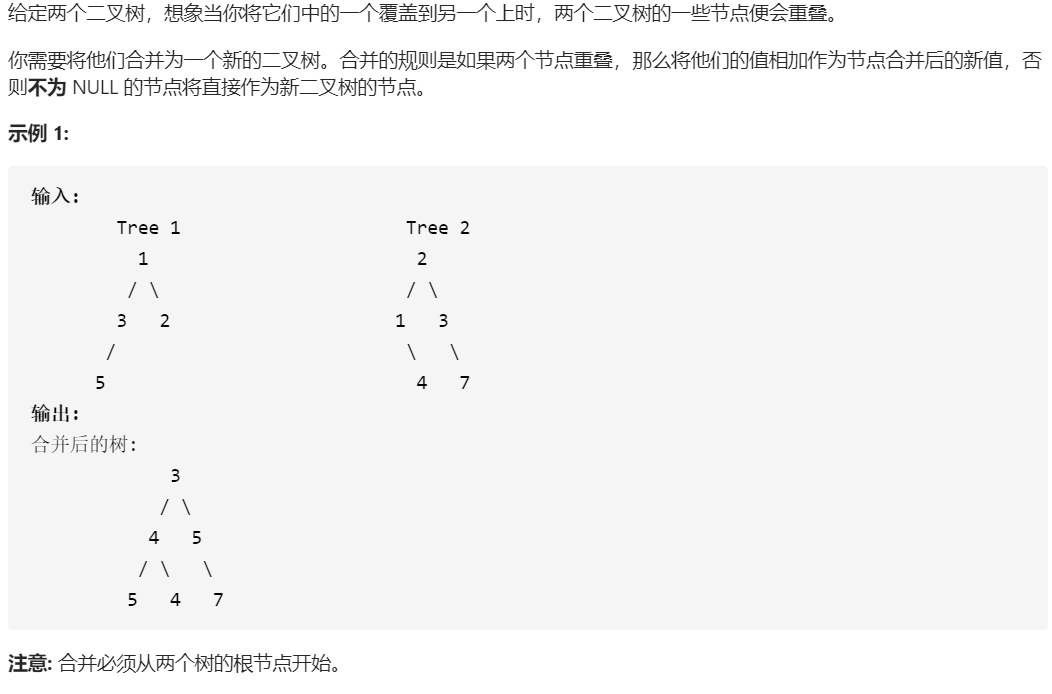 给定两个二叉树，想象当你将它们中的一个覆盖到另一个上时，两个二叉树的一些节点便会重叠。
你需要将他们合并为一个新的二叉树。合并的规则是如果两个节点重叠，那么将他们的值相加作为节点合并后的新值，否
则不为 NULL 的节点将直接作为新二叉树的节点。
示例 1:
输入:
Tree 1                     Tree 2
1                         2
/ \                       / \
3   2                     1   3
/                           \   \
5                             4   7
输出:
合并后的树:
3
/ \
4   5
/ \   \
5   4   7
注意: 合并必须从两个树的根节点开始。